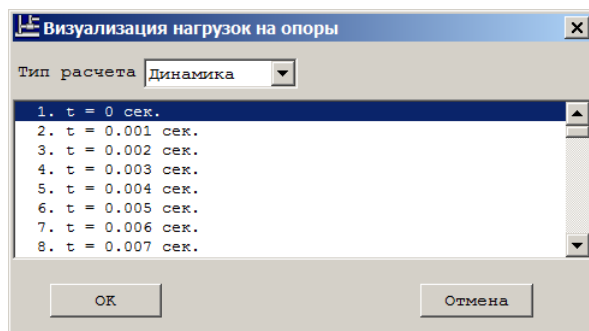 Визуализация нагрузок на опоры
Тип расчета Динамика
1. t = 0 сек.
2. t = 0.001 сек.
3. t = 0.002 сек.
4. t = 0.003 сек.
5. t = 0.004 сек.
6. t = 0.005 сек.
7. t = 0.006 сек.
8. t = 0.007 сек.
OK Отмена